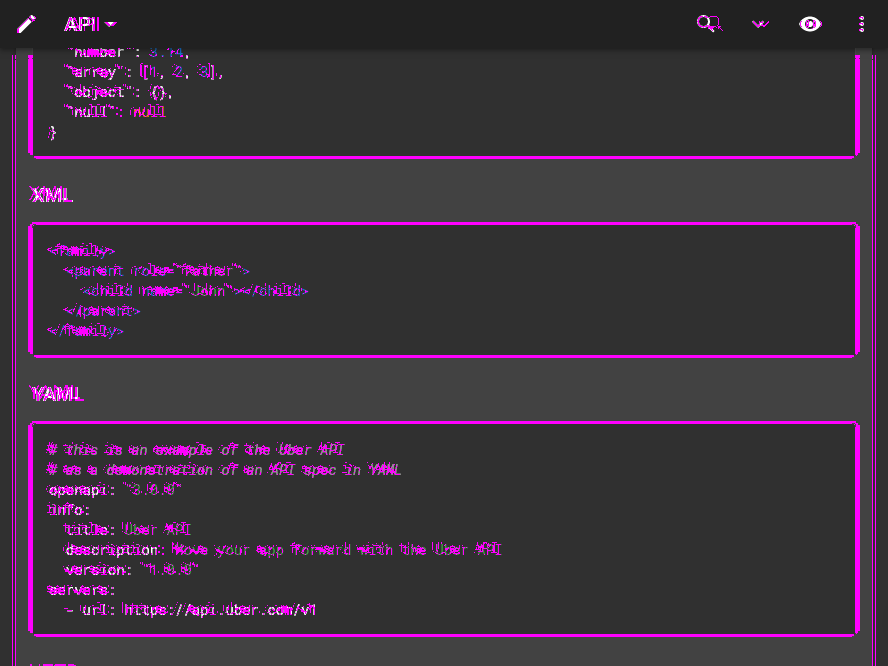 API
"number": 3.14,
"array": [1, 2, 3],
"object": {},
"null": null
}
XML
<family>
<parent role="Father">
<child name="John"></child>
</parent>
</family>
YAML
# this is an example of the Uber API
# as a demonstration of an API spec in YAML
openapi: "3.0.0"
info:
title: Uber API
description: Move your app forward with the Uber API
version: "1.0.0"
servers:
- url: https://api.uber.com/v1